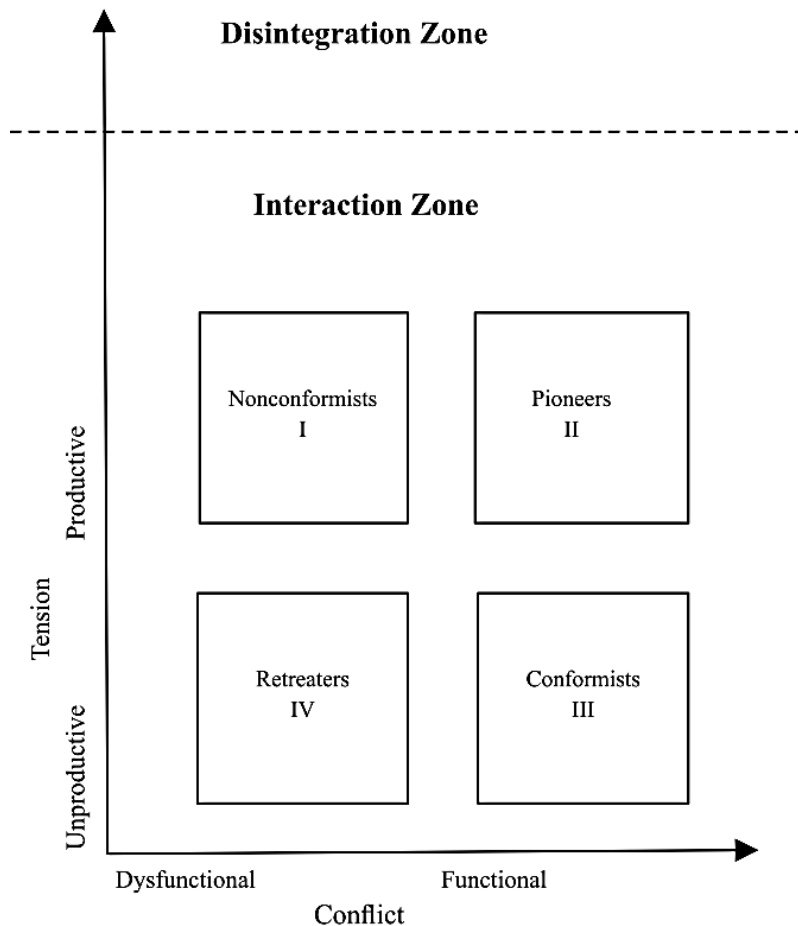 Disintegration Zone
Interaction Zone
Nonconformists
I
Pioneers
II
Productive
Tension
Retreaters
IV
Conformists
III
Unproductive
Dysfunctional
Functional
Conflict